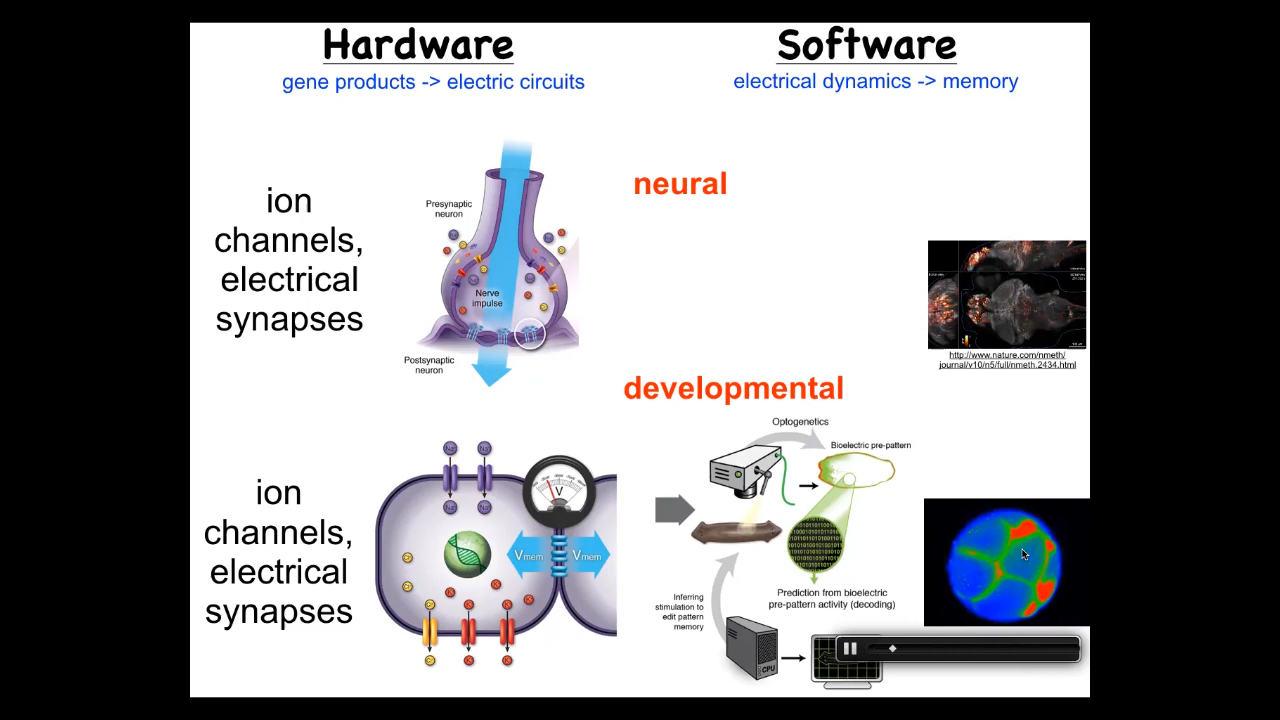 Hardware
gene products -> electric circuits
Software
electrical dynamics -> memory
neural
ion
channels,
electrical
synapses
Presynaptic
neuron
Nerve
impulse
Postsynaptic
neuron
http://www.nature.com/nmeth/
journal/v10/n5/full/nmeth.2434.html
developmental
ion
channels,
electrical
synapses
Na
Na
V
Vmem
Vmem
Optogenetics
Bioelectric pre-pattern
Prediction from bioelectric
pre-pattern activity (decoding)
Inferring
stimulation to
edit pattern
memory
CPU